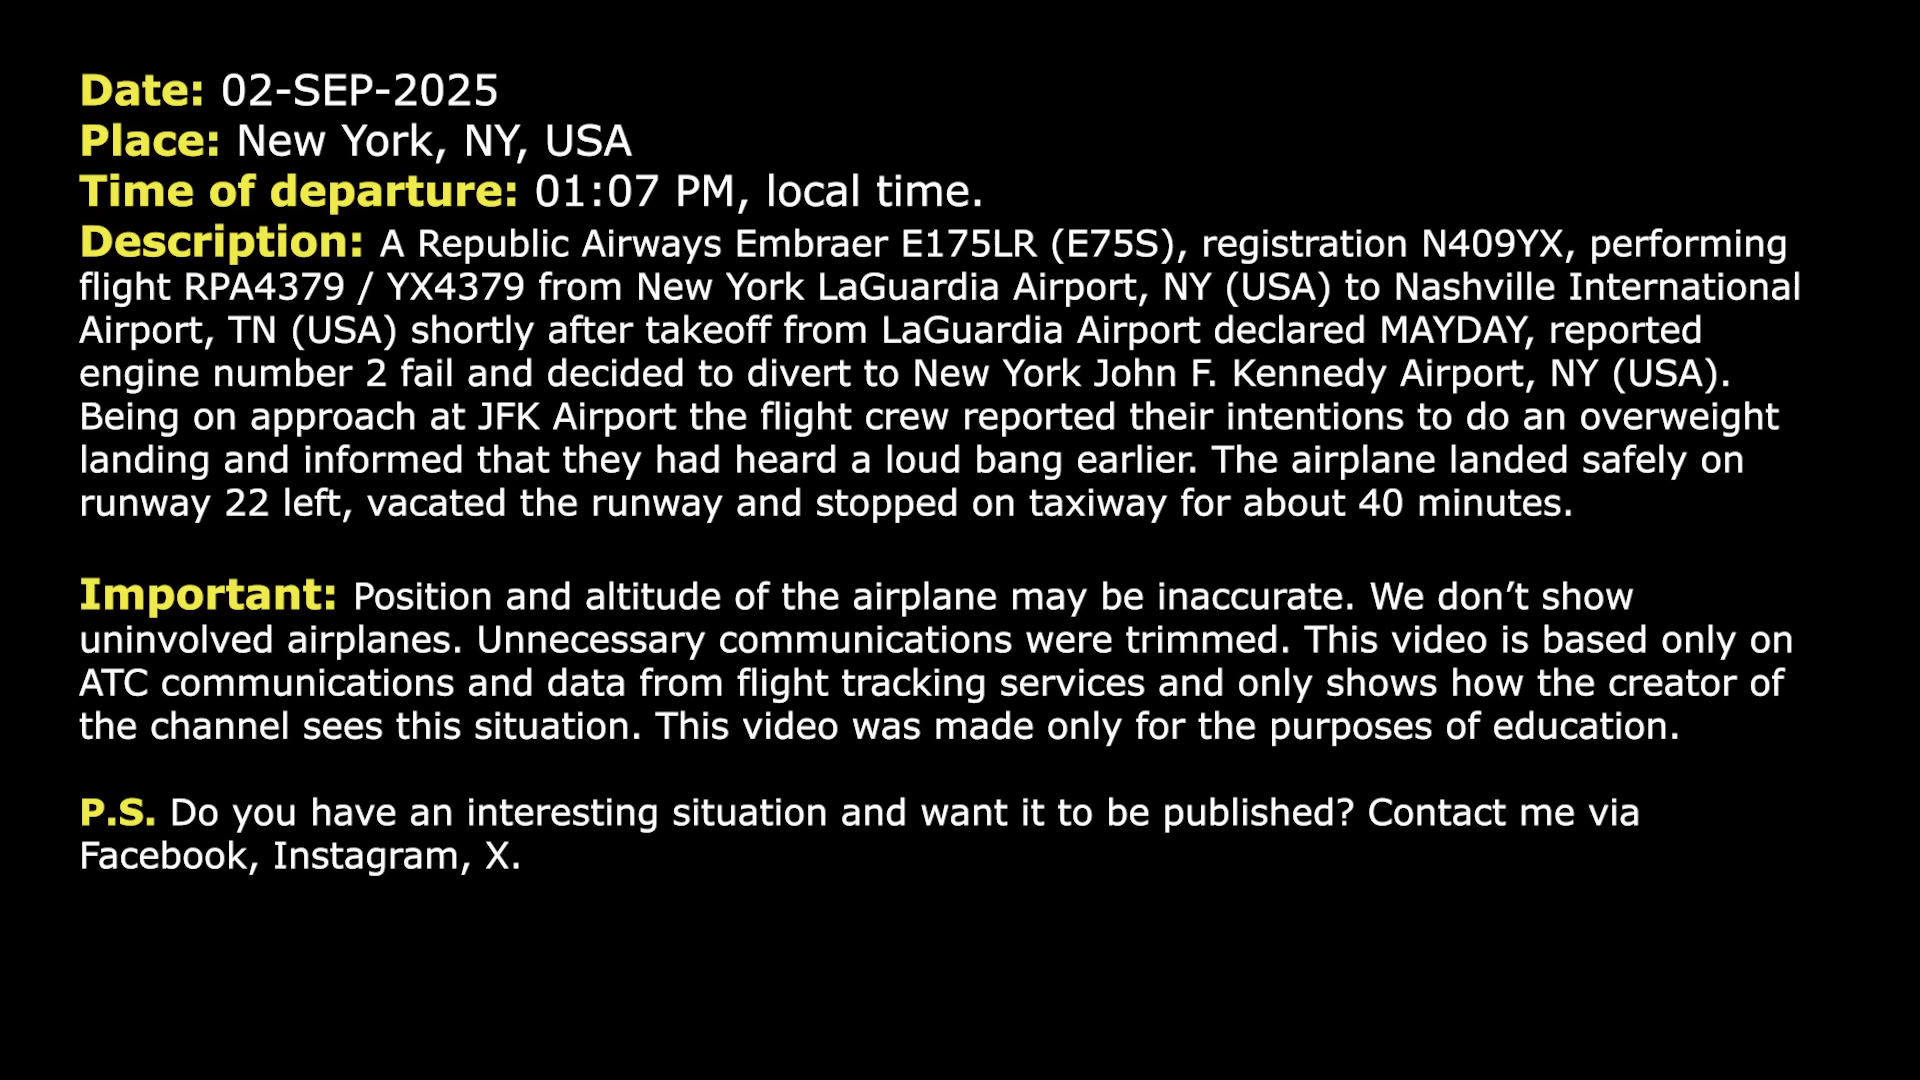 Date: 02-SEP-2025
Place: New York, NY, USA
Time of departure: 01:07 PM, local time.
Description: A Republic Airways Embraer E175LR (E75S), registration N409YX, performing
flight RPA4379 / YX4379 from New York LaGuardia Airport, NY (USA) to Nashville International
Airport, TN (USA) shortly after takeoff from LaGuardia Airport declared MAYDAY, reported
engine number 2 fail and decided to divert to New York John F. Kennedy Airport, NY (USA).
Being on approach at JFK Airport the flight crew reported their intentions to do an overweight
landing and informed that they had heard a loud bang earlier. The airplane landed safely on
runway 22 left, vacated the runway and stopped on taxiway for about 40 minutes.
Important: Position and altitude of the airplane may be inaccurate. We don’t show
uninvolved airplanes. Unnecessary communications were trimmed. This video is based only on
ATC communications and data from flight tracking services and only shows how the creator of
the channel sees this situation. This video was made only for the purposes of education.
P.S. Do you have an interesting situation and want it to be published? Contact me via
Facebook, Instagram, X.